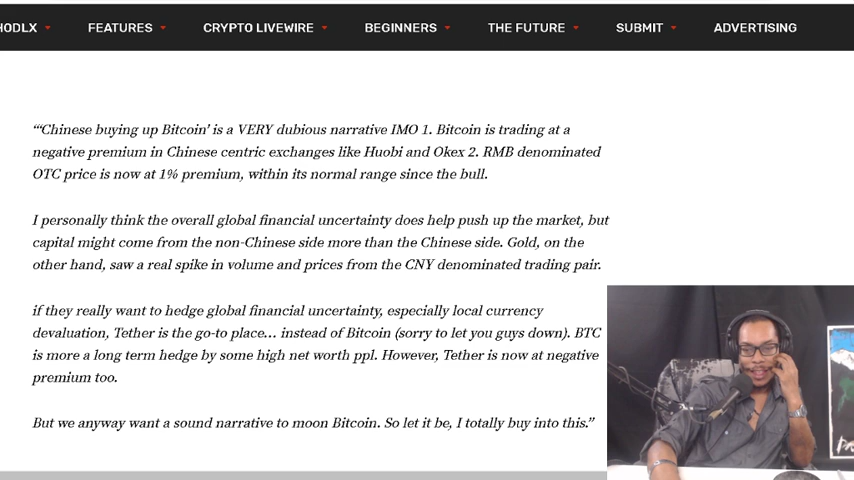 HODLX FEATURES CRYPTO LIVEWIRE BEGINNERS THE FUTURE SUBMIT ADVERTISING
“‘Chinese buying up Bitcoin’ is a VERY dubious narrative IMO 1. Bitcoin is trading at a
negative premium in Chinese centric exchanges like Huobi and Okex 2. RMB denominated
OTC price is now at 1% premium, within its normal range since the bull.
I personally think the overall global financial uncertainty does help push up the market, but
capital might come from the non-Chinese side more than the Chinese side. Gold, on the
other hand, saw a real spike in volume and prices from the CNY denominated trading pair.
if they really want to hedge global financial uncertainty, especially local currency
devaluation, Tether is the go-to place… instead of Bitcoin (sorry to let you guys down). BTC
is more a long term hedge by some high net worth ppl. However, Tether is now at negative
premium too.
But we anyway want a sound narrative to moon Bitcoin. So let it be, I totally buy into this.”